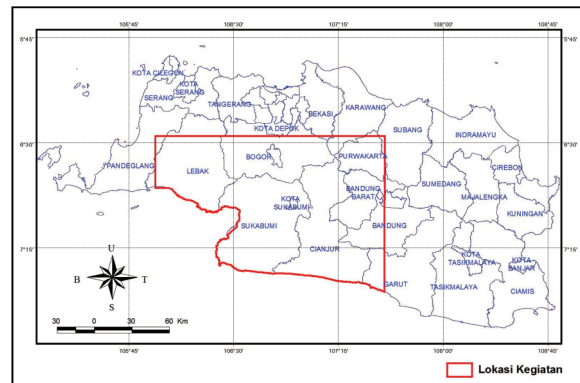 105°45' 106°30' 107°15' 108°00' 108°45'
5°45' 5°45'
KOTA CILEGON
KOTA SERANG
SERANG
TANGERANG
BEKASI
KARAWANG
KOTA DEPOK
SUBANG
INDRAMAYU
6°30' 6°30'
PANDEGLANG
LEBAK
BOGOR
PURWAKARTA
CIREBON
BANDUNG BARAT
SUMEDANG
MAJALENGKA
KOTA SUKABUMI
KUNINGAN
SUKABUMI
BANDUNG
CIANJUR
7°15' 7°15'
KOTA TASIKMALAYA
KOTA BANJAR
GARUT
TASIKMALAYA
CIAMIS
U
B T
S
30 0 30 60 Km
105°45' 106°30' 107°15' 108°00' 108°45'
Lokasi Kegiatan